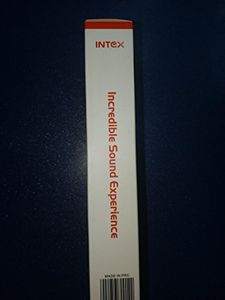 INTEX
Incredible Sound Experience
MADE IN PRC